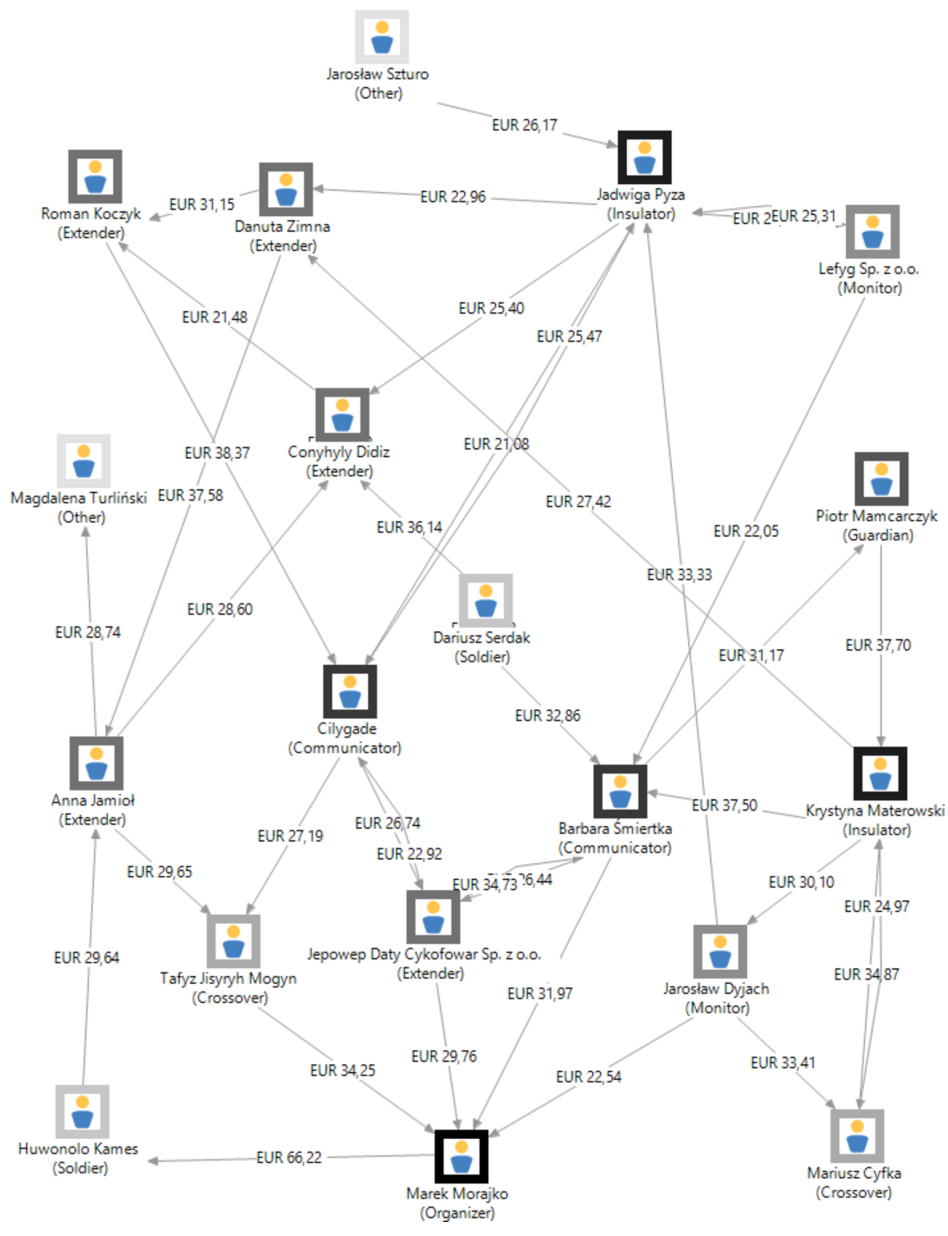 Jarosław Szturo
(Other)
EUR 26,17
Jadwiga Pyza
(Insulator)
Roman Koczyk
(Extender)
EUR 31,15
Danuta Zimna
(Extender)
EUR 22,96
EUR 25,31
Lefyg Sp. z o.o.
(Monitor)
EUR 21,48
EUR 25,40
EUR 25,47
Conyhyly Didiz
(Extender)
EUR 38,37
EUR 21,08
Magdalena Turliński
(Other)
EUR 37,58
EUR 27,42
Piotr Mamcarczyk
(Guardian)
EUR 36,14
EUR 22,05
EUR 33,33
EUR 28,60
EUR 28,74
Dariusz Serdak
(Soldier)
EUR 31,17
EUR 37,70
EUR 32,86
Cilygade
(Communicator)
Anna Jamioł
(Extender)
EUR 37,50
Barbara Śmiertka
(Communicator)
Krystyna Materowski
(Insulator)
EUR 26,74
EUR 27,19
EUR 22,92
EUR 29,65
EUR 34,73
EUR 30,10
EUR 24,97
Jepowep Daty Cykofowar Sp. z o.o.
(Extender)
EUR 29,64
Tafyz Jisyryh Mogyn
(Crossover)
EUR 34,87
Jarosław Dyjach
(Monitor)
EUR 31,97
EUR 29,76
EUR 34,25
EUR 22,54
EUR 33,41
Huwonolo Kames
(Soldier)
EUR 66,22
Marek Morajko
(Organizer)
Mariusz Cyfka
(Crossover)